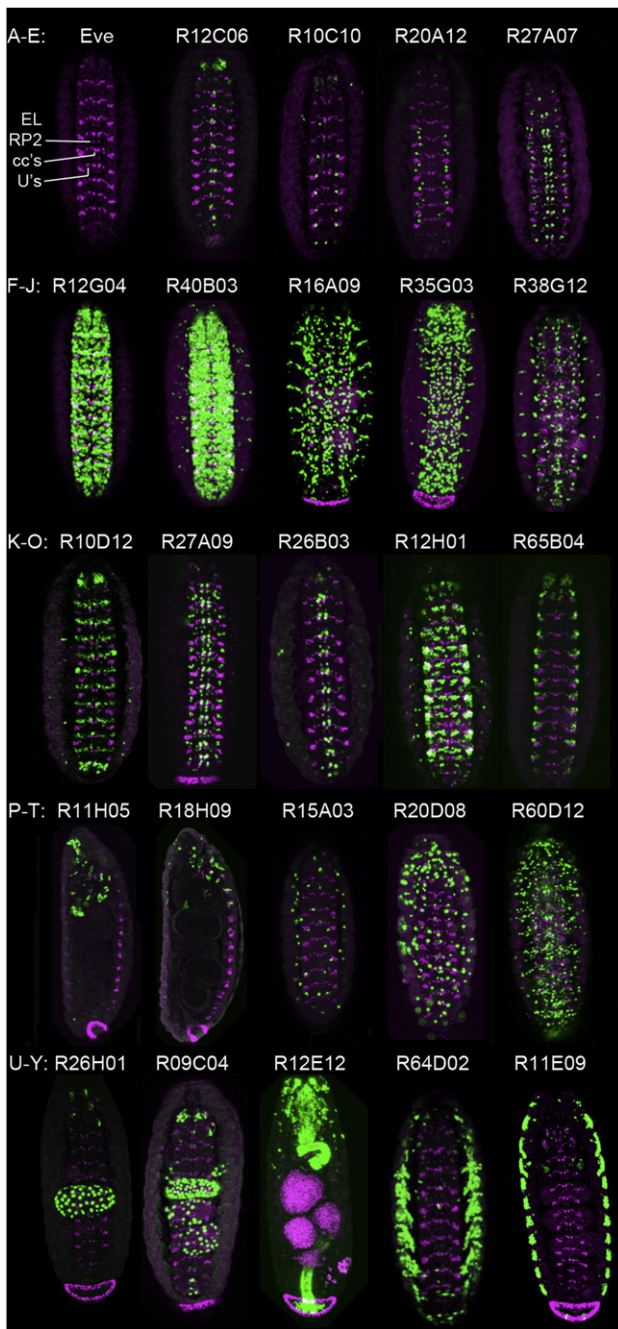 A-E: Eve R12C06 R10C10 R20A12 R27A07
EL
RP2
cc's
U's
F-J: R12G04 R40B03 R16A09 R35G03 R38G12
K-O: R10D12 R27A09 R26B03 R12H01 R65B04
P-T: R11H05 R18H09 R15A03 R20D08 R60D12
U-Y: R26H01 R09C04 R12E12 R64D02 R11E09